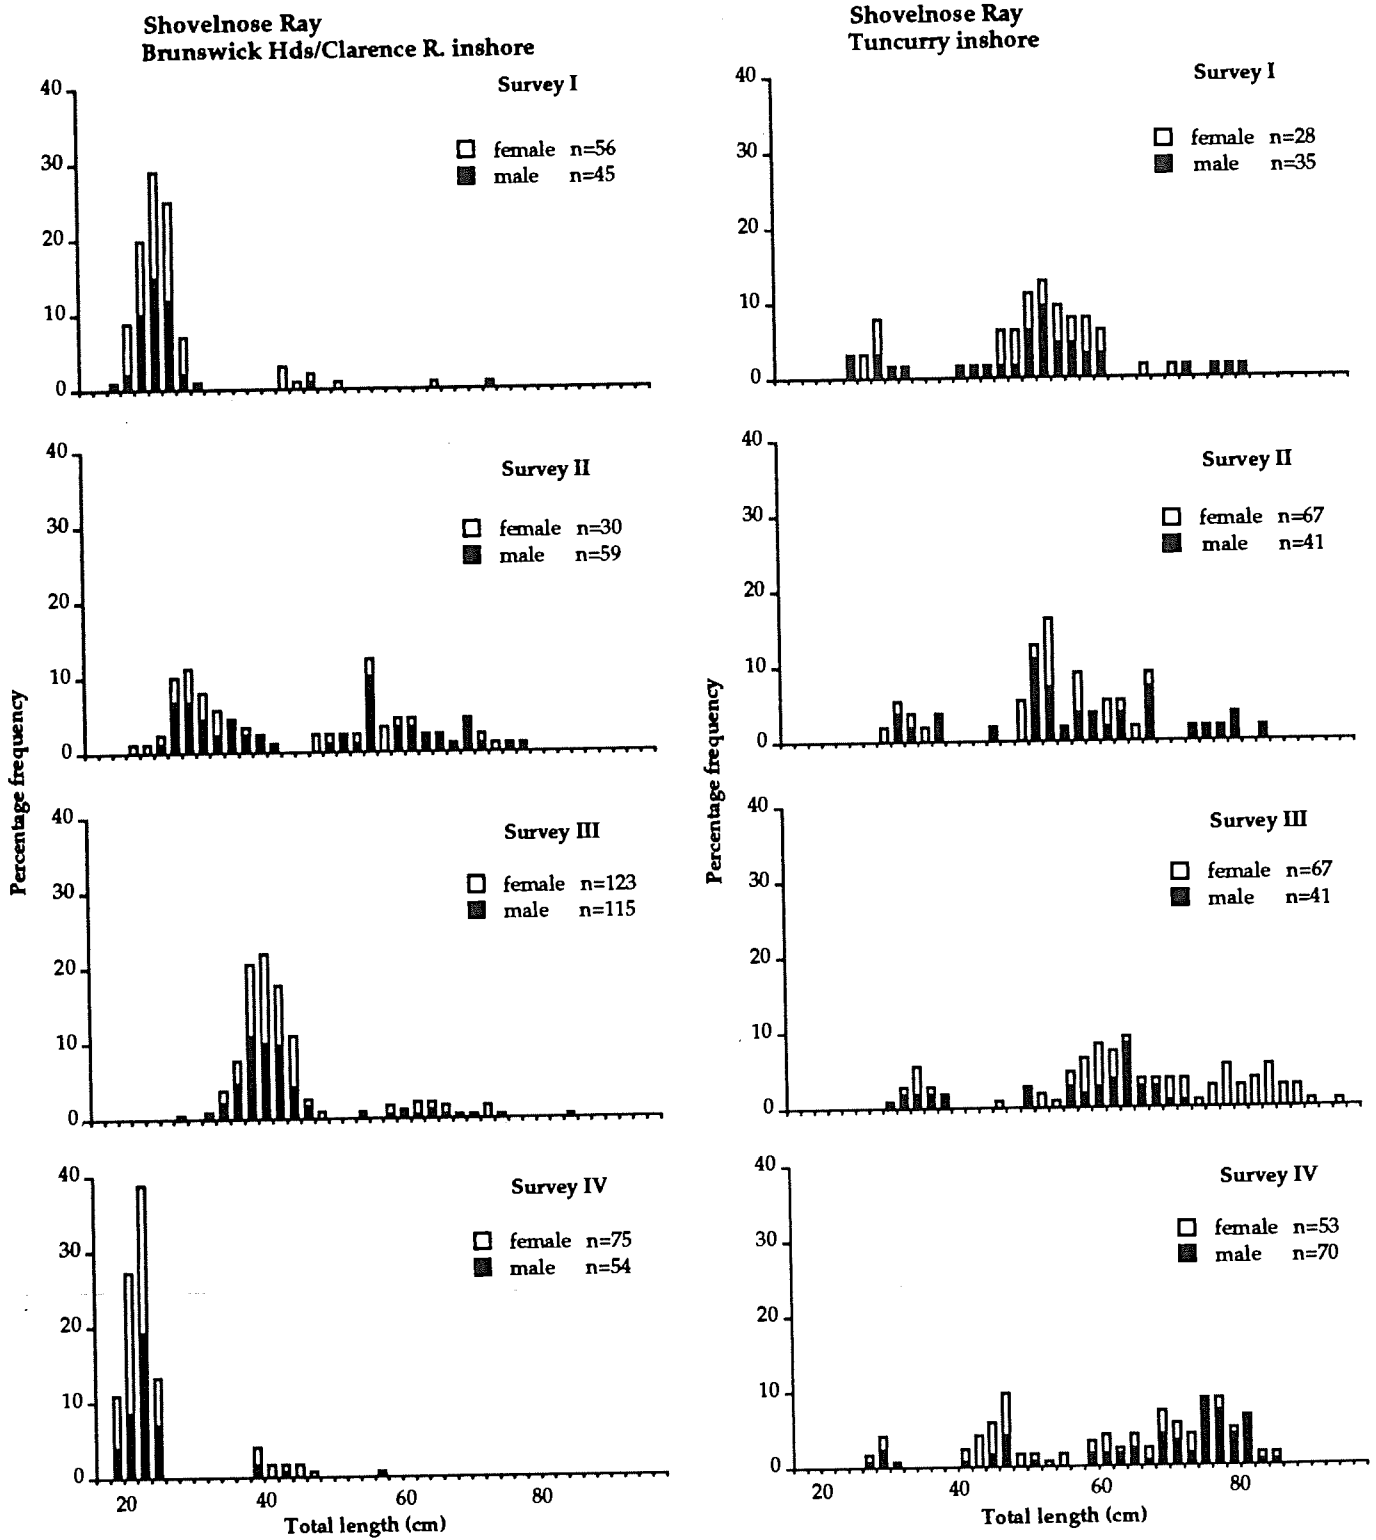 Shovelnose Ray
Brunswick Hds/Clarence R. inshore
Survey I
40
30
20
10
0
female n=56
male n=45
Survey II
40
30
20
10
0
female n=30
male n=59
Survey III
40
30
20
10
0
female n=123
male n=115
Survey IV
40
30
20
10
0
female n=75
male n=54
20 40 60 80
Total length (cm)
Percentage frequency
Shovelnose Ray
Tuncurry inshore
Survey I
40
30
20
10
0
female n=28
male n=35
Survey II
40
30
20
10
0
female n=67
male n=41
Survey III
40
30
20
10
0
female n=67
male n=41
Survey IV
40
30
20
10
0
female n=53
male n=70
20 40 60 80
Total length (cm)
Percentage frequency